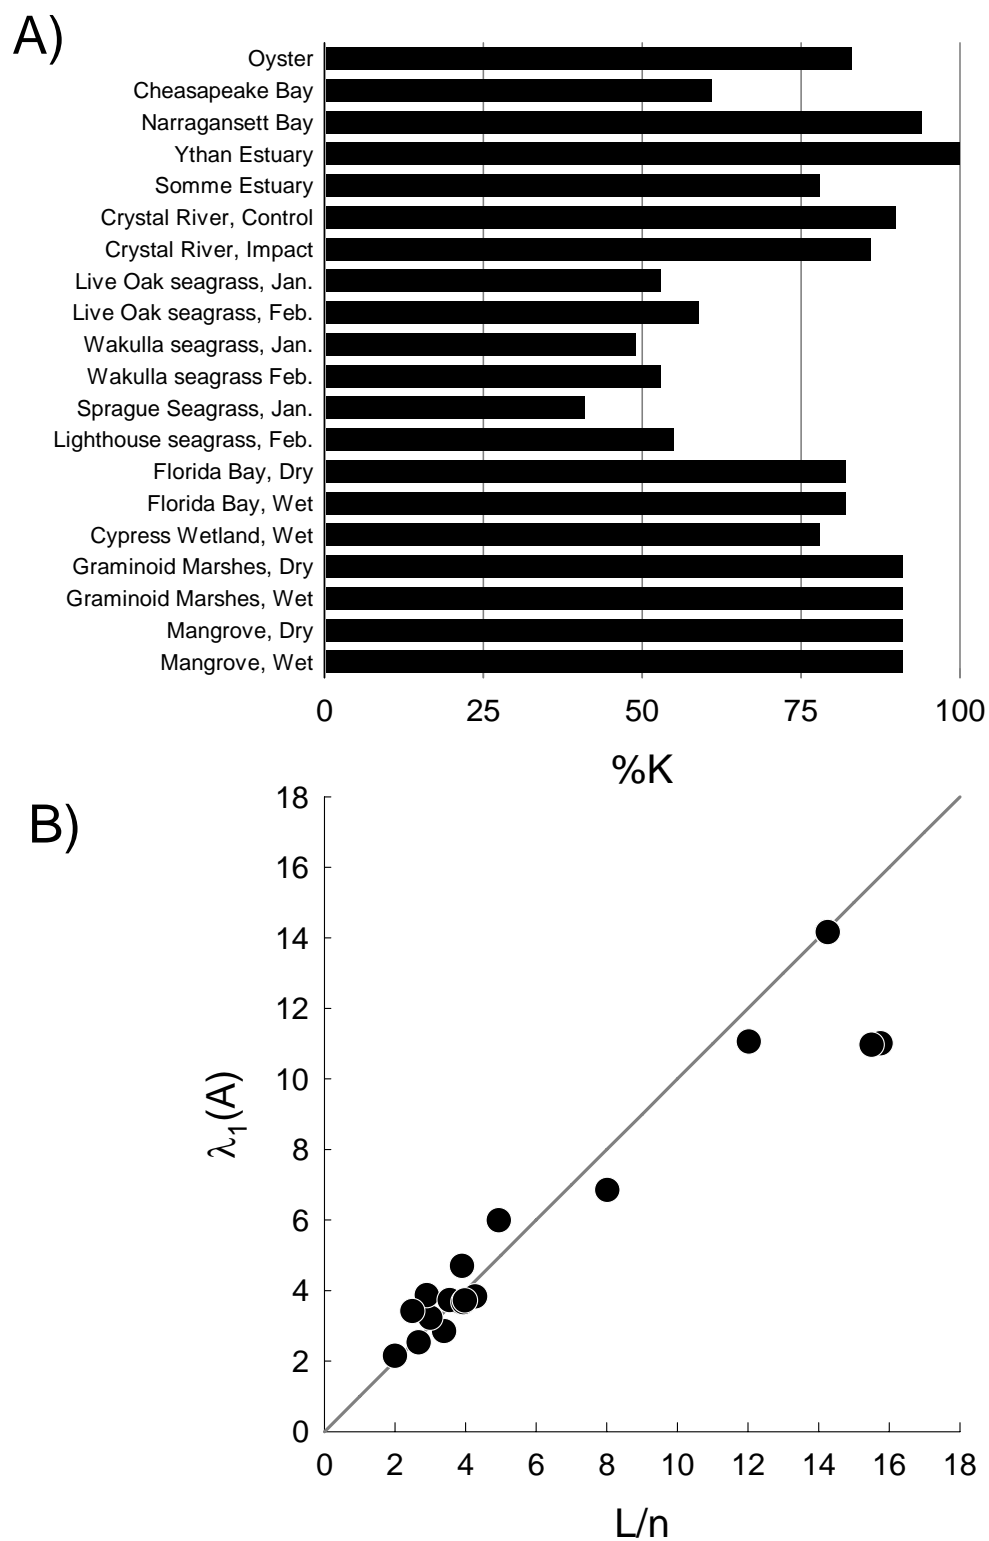 A)
Oyster
Cheasapeake Bay
Narragansett Bay
Ythan Estuary
Somme Estuary
Crystal River, Control
Crystal River, Impact
Live Oak seagrass, Jan.
Live Oak seagrass, Feb.
Wakulla seagrass, Jan.
Wakulla seagrass Feb.
Sprague Seagrass, Jan.
Lighthouse seagrass, Feb.
Florida Bay, Dry
Florida Bay, Wet
Cypress Wetland, Wet
Graminoid Marshes, Dry
Graminoid Marshes, Wet
Mangrove, Dry
Mangrove, Wet
0 25 50 75 100
%K
B)
18
16
14
12
10
8
6
4
2
0
λ1(A)
0 2 4 6 8 10 12 14 16 18
L/n